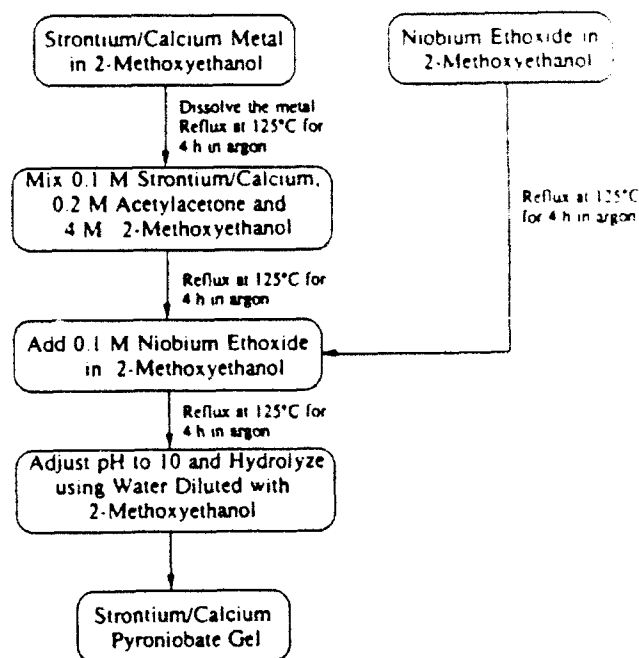 Strontium/Calcium Metal
in 2-Methoxyethanol
Niobium Ethoxide in
2-Methoxyethanol
Dissolve the metal
Reflux at 125°C for
4 h in argon
Mix 0.1 M Strontium/Calcium,
0.2 M Acetylacetone and
4 M 2-Methoxyethanol
Reflux at 125°C
for 4 h in argon
Reflux at 125°C for
4 h in argon
Add 0.1 M Niobium Ethoxide
in 2-Methoxyethanol
Reflux at 125°C for
4 h in argon
Adjust pH to 10 and Hydrolyze
using Water Diluted with
2-Methoxyethanol
Strontium/Calcium
Pyroniobate Gel